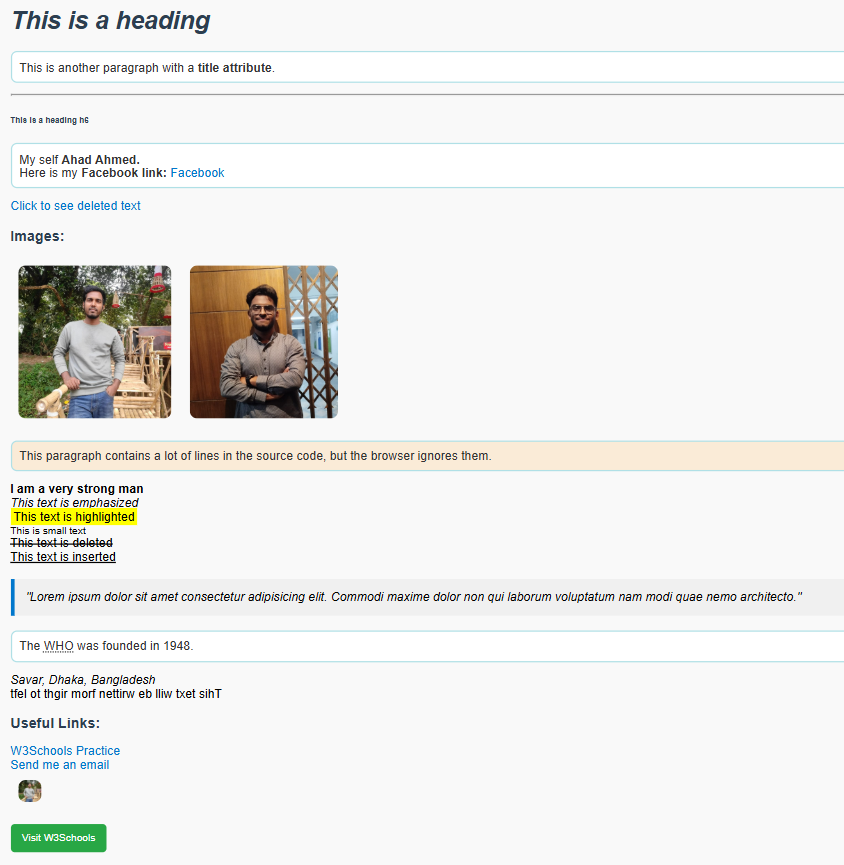 This is a heading
This is another paragraph with a title attribute.
This is a heading h6
My self Ahad Ahmed.
Here is my Facebook link: Facebook
Click to see deleted text
Images:
This paragraph contains a lot of lines in the source code, but the browser ignores them.
I am a very strong man
This text is emphasized
This text is highlighted
This is small text
This text is deleted
This text is inserted
"Lorem ipsum dolor sit amet consectetur adipisicing elit. Commodi maxime dolor non qui laborum voluptatum nam modi quae nemo architecto."
The WHO was founded in 1948.
Savar, Dhaka, Bangladesh
tfel ot thgir morf nettirw eb lliw txet sihT
Useful Links:
W3Schools Practice
Send me an email
Visit W3Schools